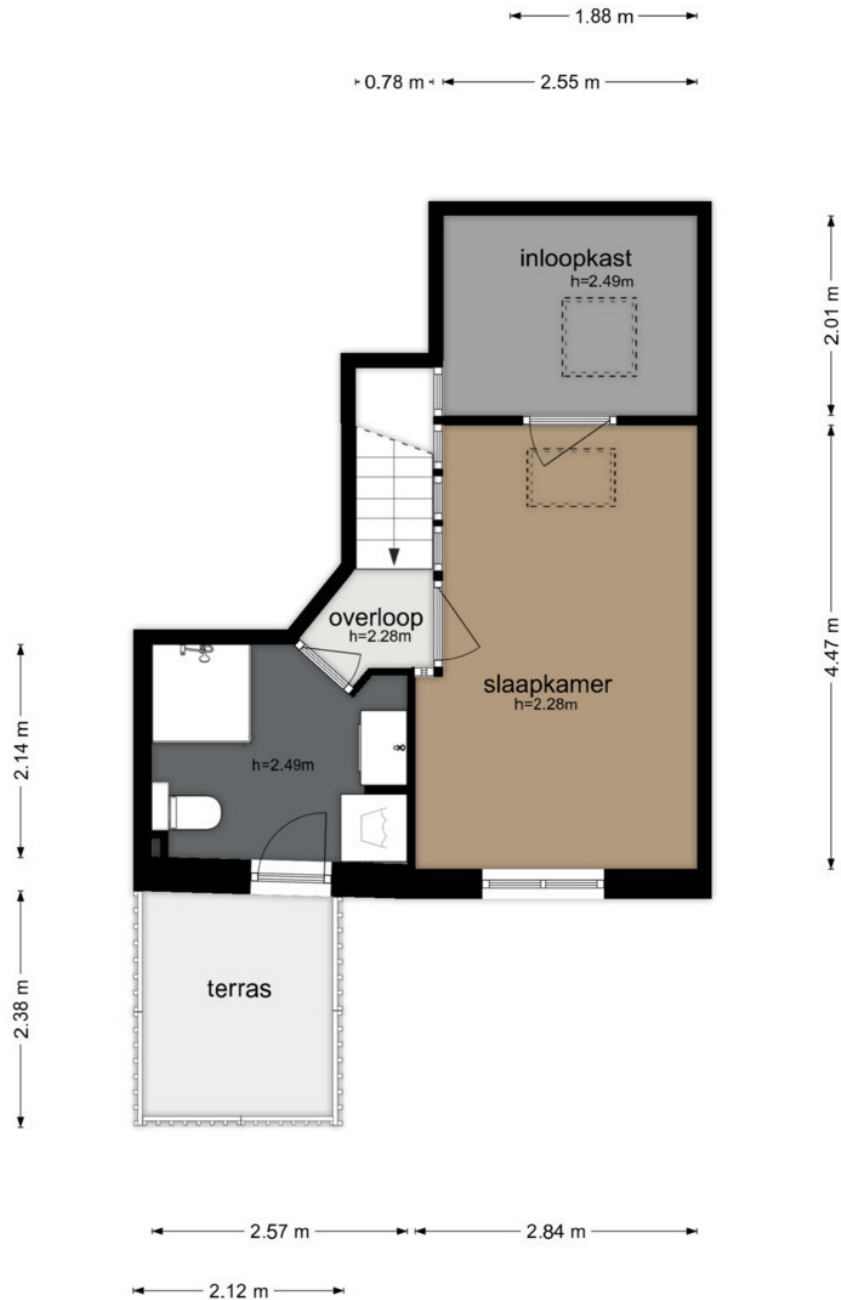 1.88 m
0.78 m
2.55 m
inloopkast
h=2.49m
2.01 m
overloop
h=2.28m
slaapkamer
h=2.28m
4.47 m
2.14 m
h=2.49m
terras
2.38 m
2.57 m
2.84 m
2.12 m